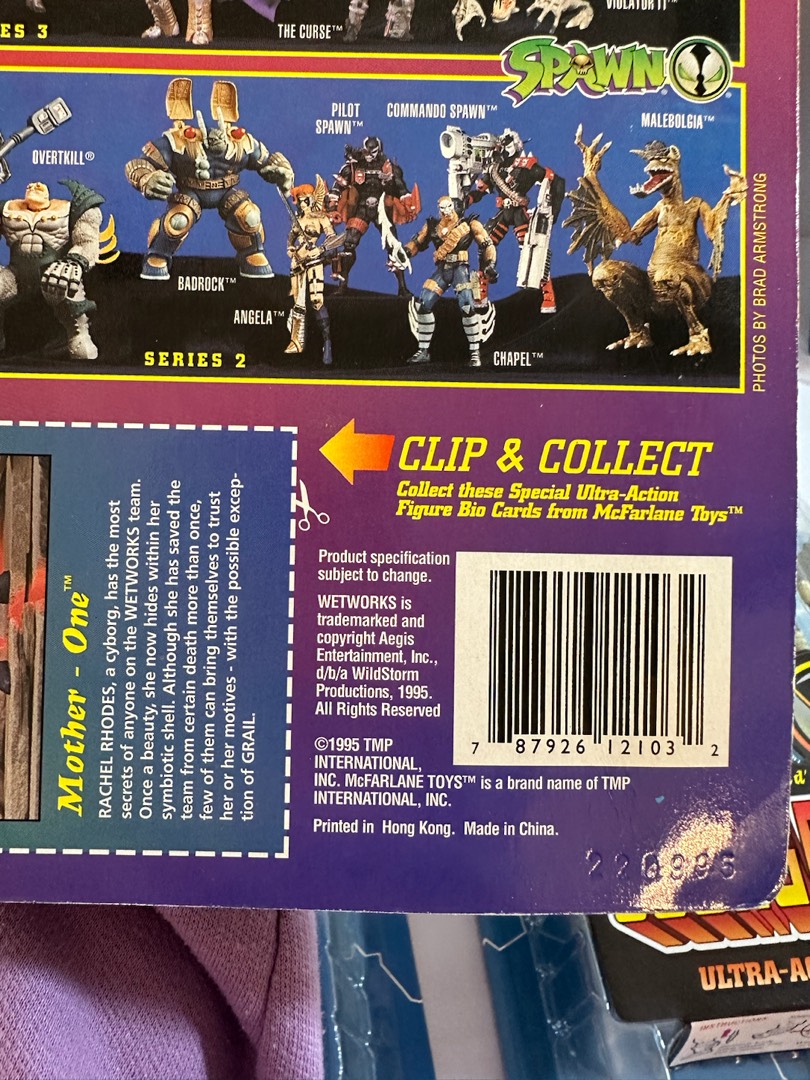 ES 3
THE CURSE™
VIOLATOR II™
SPAWN
OVERTKILL®
BADROCK™
ANGELA™
PILOT
SPAWN™
COMMANDO SPAWN™
CHAPEL™
MALEBOLGIA™
SERIES 2
PHOTOS BY BRAD ARMSTRONG
CLIP & COLLECT
Collect these Special Ultra-Action
Figure Bio Cards from McFarlane Toys™
Mother - One™
RACHEL RHODES, a cyborg, has the most
secrets of anyone on the WETWORKS team.
Once a beauty, she now hides within her
symbiotic shell. Although she has saved the
team from certain death more than once,
few of them can bring themselves to trust
her or her motives - with the possible excep-
tion of GRAIL.
Product specification
subject to change.
WETWORKS is
trademarked and
copyright Aegis
Entertainment, Inc.,
d/b/a WildStorm
Productions, 1995.
All Rights Reserved
©1995 TMP
INTERNATIONAL,
INC. McFARLANE TOYS™ is a brand name of TMP
INTERNATIONAL, INC.
Printed in Hong Kong. Made in China.
7 87926 12103 2
ULTRA-A
INSTRUCTIONS